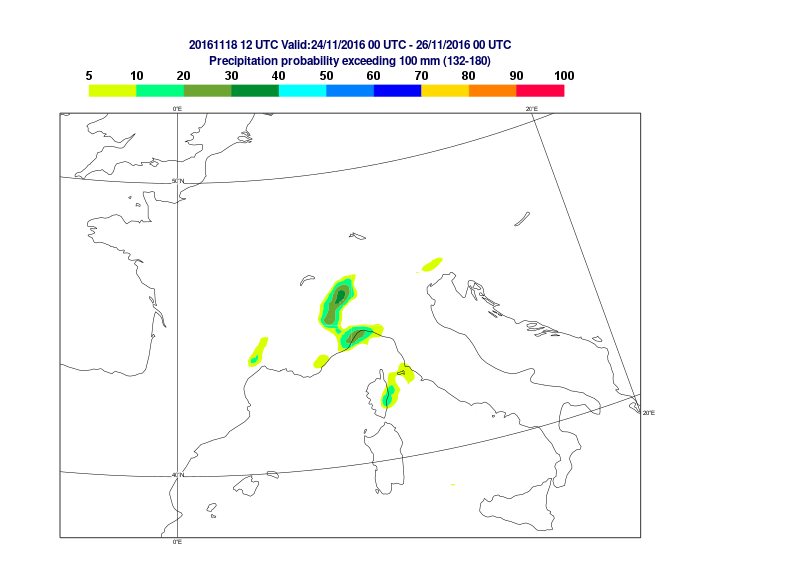 20161118 12 UTC Valid:24/11/2016 00 UTC - 26/11/2016 00 UTC
Precipitation probability exceeding 100 mm (132-180)
5 10 20 30 40 50 60 70 80 90 100
0°E 20°E
50°N
20°E
40°N
0°E